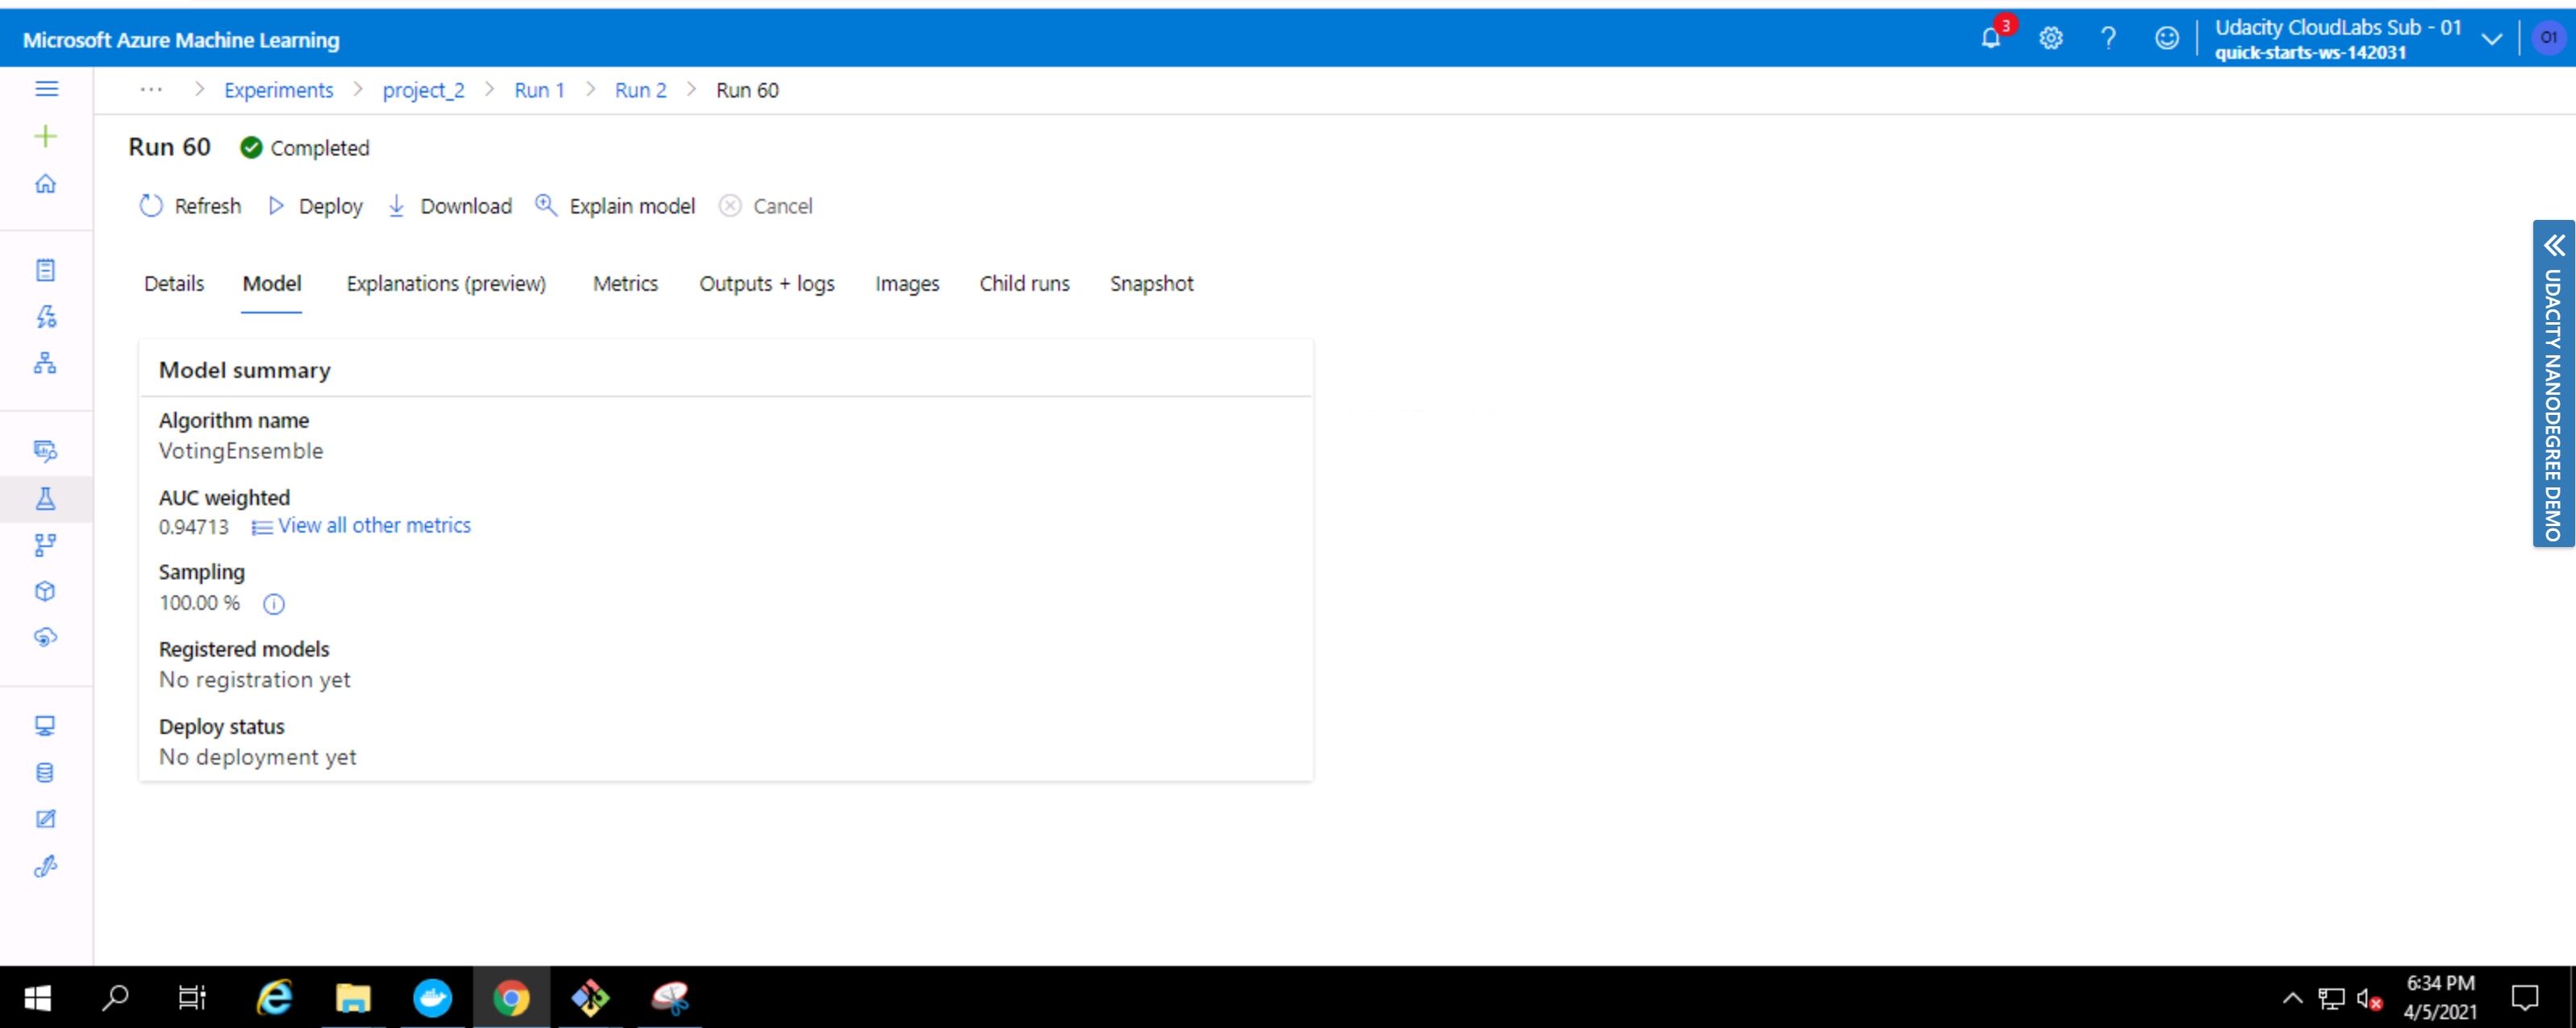 Microsoft Azure Machine Learning
3
Udacity CloudLabs Sub - 01
quick-starts-ws-142031
01
··· > Experiments > project_2 > Run 1 > Run 2 > Run 60
Run 60 Completed
Refresh Deploy Download Explain model Cancel
Details Model Explanations (preview) Metrics Outputs + logs Images Child runs Snapshot
Model summary
Algorithm name
VotingEnsemble
AUC weighted
0.94713 View all other metrics
Sampling
100.00 %
Registered models
No registration yet
Deploy status
No deployment yet
UDACITY NANODEGREE DEMO
6:34 PM
4/5/2021